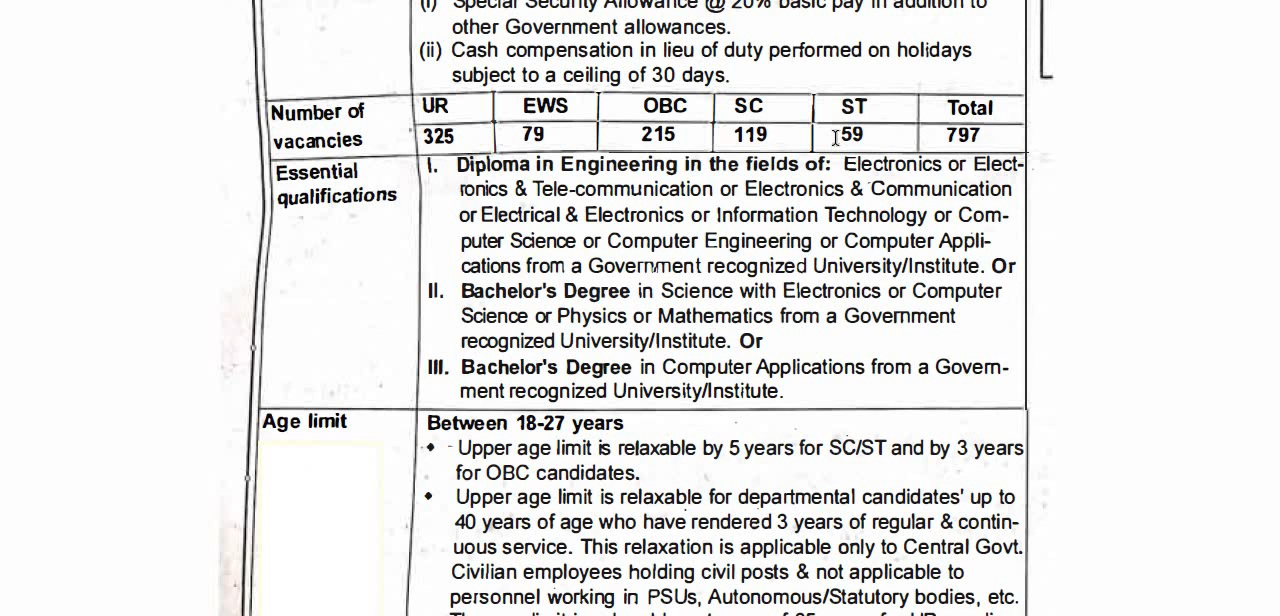 (i) Special Security Allowance @ 20% basic pay in addition to
other Government allowances.
(ii) Cash compensation in lieu of duty performed on holidays
subject to a ceiling of 30 days.
Number of vacancies UR EWS OBC SC ST Total
325 79 215 119 59 797
Essential qualifications
I. Diploma in Engineering in the fields of: Electronics or Elect-
ronics & Tele-communication or Electronics & Communication
or Electrical & Electronics or Information Technology or Com-
puter Science or Computer Engineering or Computer Appli-
cations from a Government recognized University/Institute. Or
II. Bachelor's Degree in Science with Electronics or Computer
Science or Physics or Mathematics from a Government
recognized University/Institute. Or
III. Bachelor's Degree in Computer Applications from a Govern-
ment recognized University/Institute.
Age limit
Between 18-27 years
• Upper age limit is relaxable by 5 years for SC/ST and by 3 years
for OBC candidates.
• Upper age limit is relaxable for departmental candidates' up to
40 years of age who have rendered 3 years of regular & contin-
uous service. This relaxation is applicable only to Central Govt.
Civilian employees holding civil posts & not applicable to
personnel working in PSUs, Autonomous/Statutory bodies, etc.